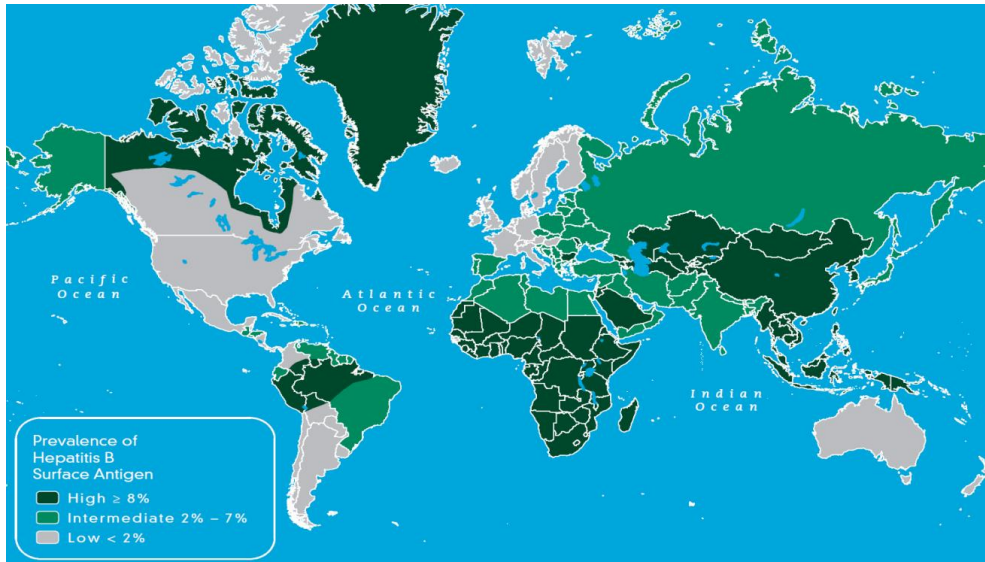 Pacific
Ocean
Atlantic
Ocean
Indian
Ocean
Prevalence of
Hepatitis B
Surface Antigen
High ≥ 8%
Intermediate 2% – 7%
Low < 2%